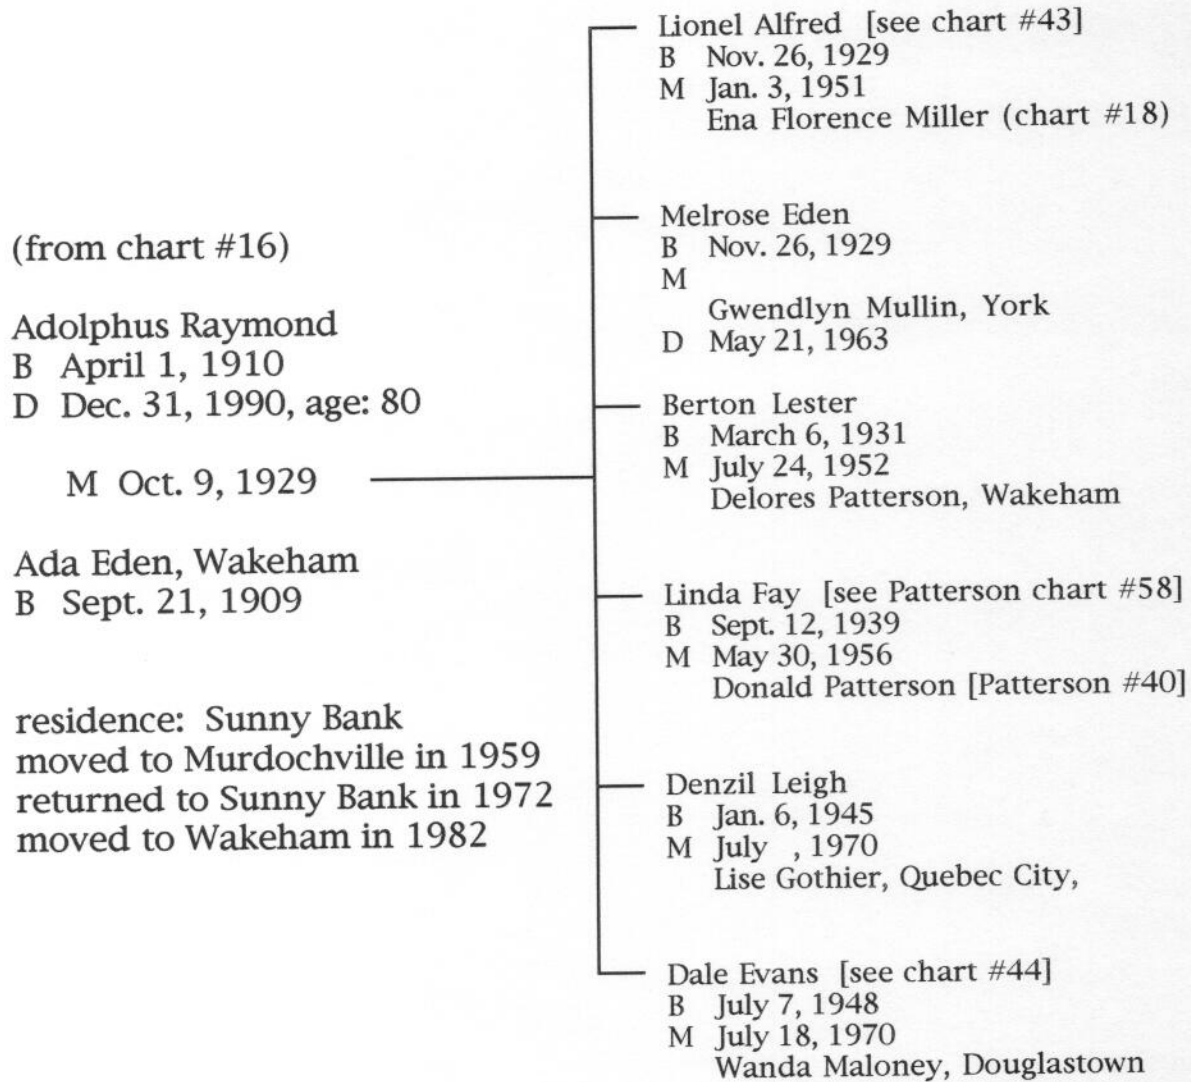 (from chart #16)
Adolphus Raymond
B April 1, 1910
D Dec. 31, 1990, age: 80
M Oct. 9, 1929
Ada Eden, Wakeham
B Sept. 21, 1909
residence: Sunny Bank
moved to Murdochville in 1959
returned to Sunny Bank in 1972
moved to Wakeham in 1982
Lionel Alfred [see chart #43]
B Nov. 26, 1929
M Jan. 3, 1951
Ena Florence Miller (chart #18)
Melrose Eden
B Nov. 26, 1929
M
Gwendlyn Mullin, York
D May 21, 1963
Berton Lester
B March 6, 1931
M July 24, 1952
Delores Patterson, Wakeham
Linda Fay [see Patterson chart #58]
B Sept. 12, 1939
M May 30, 1956
Donald Patterson [Patterson #40]
Denzil Leigh
B Jan. 6, 1945
M July , 1970
Lise Gothier, Quebec City,
Dale Evans [see chart #44]
B July 7, 1948
M July 18, 1970
Wanda Maloney, Douglastown